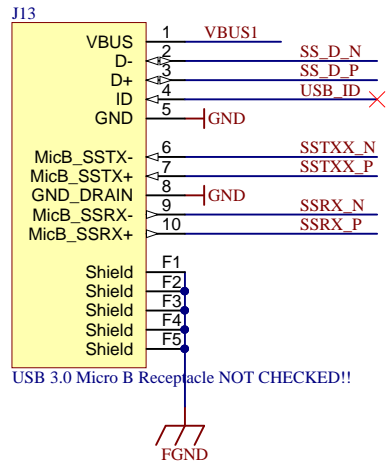 J13
VBUS 1 VBUS1
D- 2 SS_D_N
D+ 3 SS_D_P
ID 4 USB_ID
GND 5 GND
MicB_SSTX- 6 SSTXX_N
MicB_SSTX+ 7 SSTXX_P
GND_DRAIN 8 GND
MicB_SSRX- 9 SSRX_N
MicB_SSRX+ 10 SSRX_P
Shield F1
Shield F2
Shield F3
Shield F4
Shield F5
USB 3.0 Micro B Receptacle NOT CHECKED!!
FGND